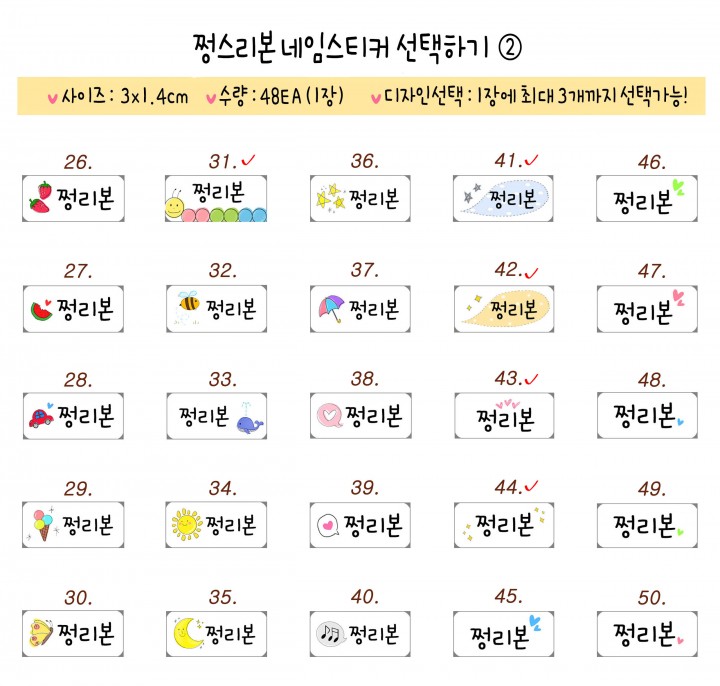 쩡스리본 네임스티커 선택하기 ②
사이즈 : 3x1.4cm 수량 : 48EA (1장) 디자인선택 : 1장에 최대 3개까지 선택가능!
26. 31. 36. 41. 46.
쩡리본 쩡리본 쩡리본 쩡리본 쩡리본
27. 32. 37. 42. 47.
쩡리본 쩡리본 쩡리본 쩡리본 쩡리본
28. 33. 38. 43. 48.
쩡리본 쩡리본 쩡리본 쩡리본 쩡리본
29. 34. 39. 44. 49.
쩡리본 쩡리본 쩡리본 쩡리본 쩡리본
30. 35. 40. 45. 50.
쩡리본 쩡리본 쩡리본 쩡리본 쩡리본